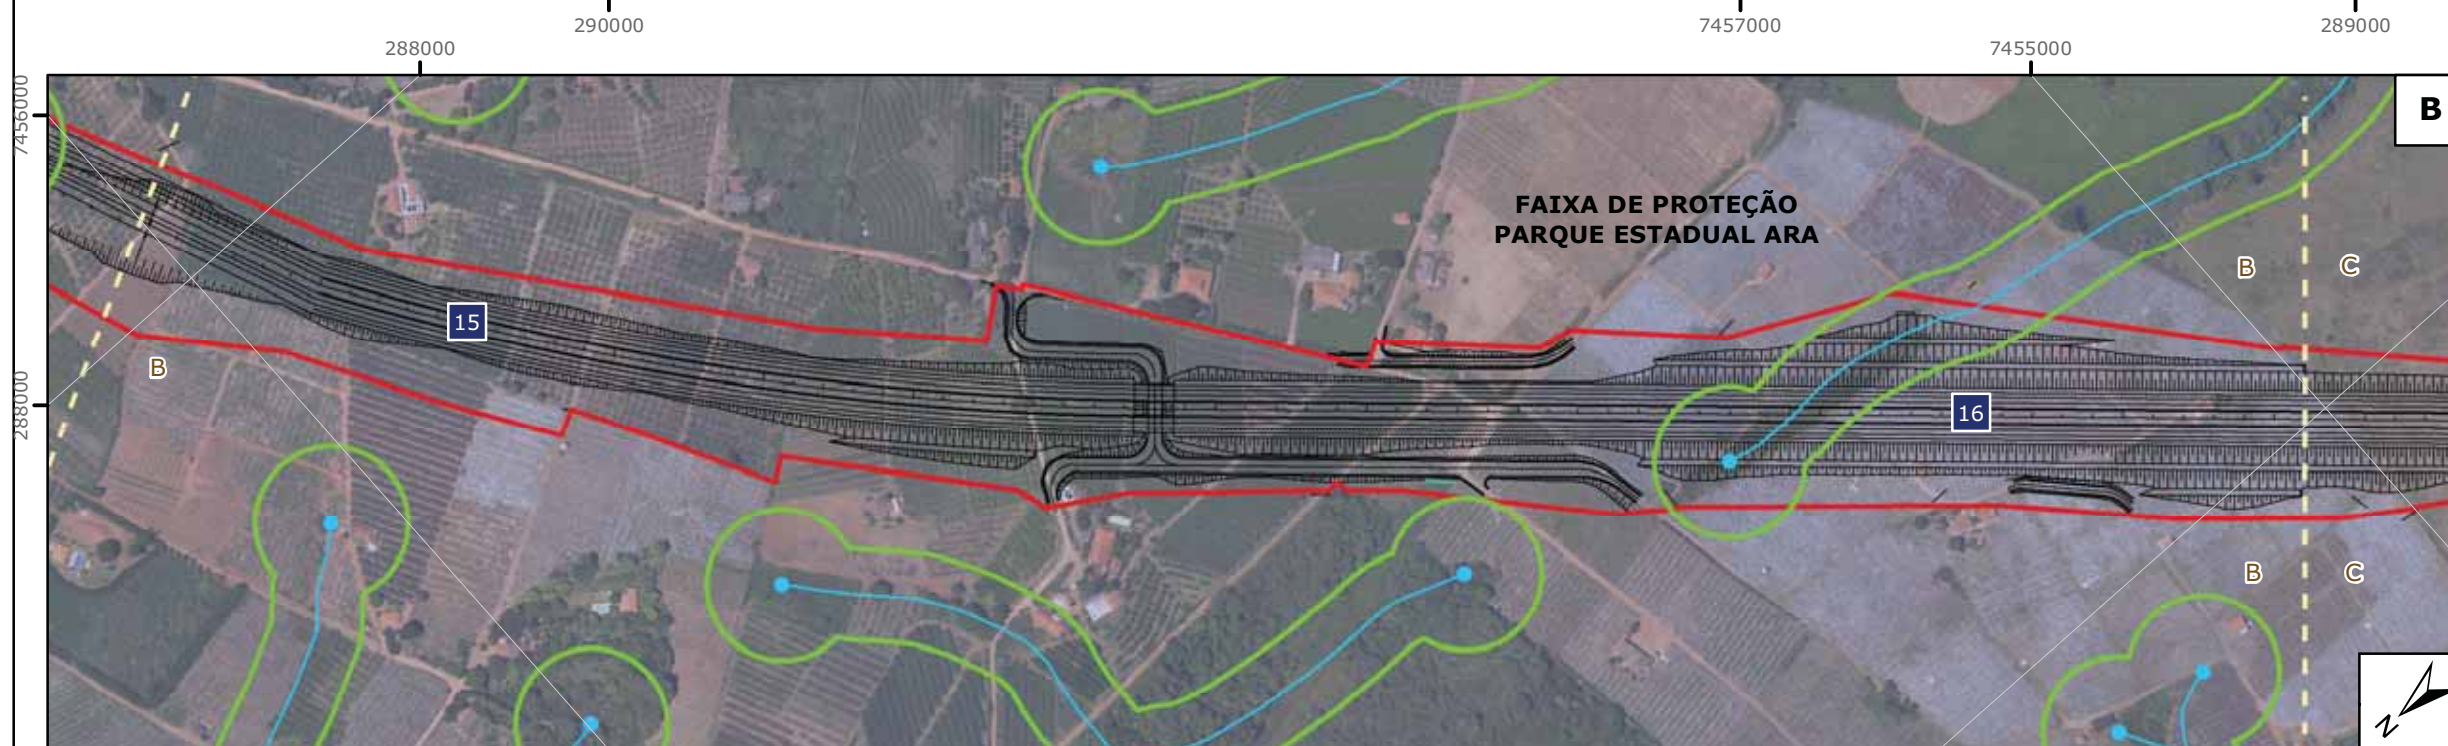 290000
7457000
289000
288000
7455000
7456000
B
FAIXA DE PROTEÇÃO
PARQUE ESTADUAL ARA
B
C
15
B
288000
16
B
C
N